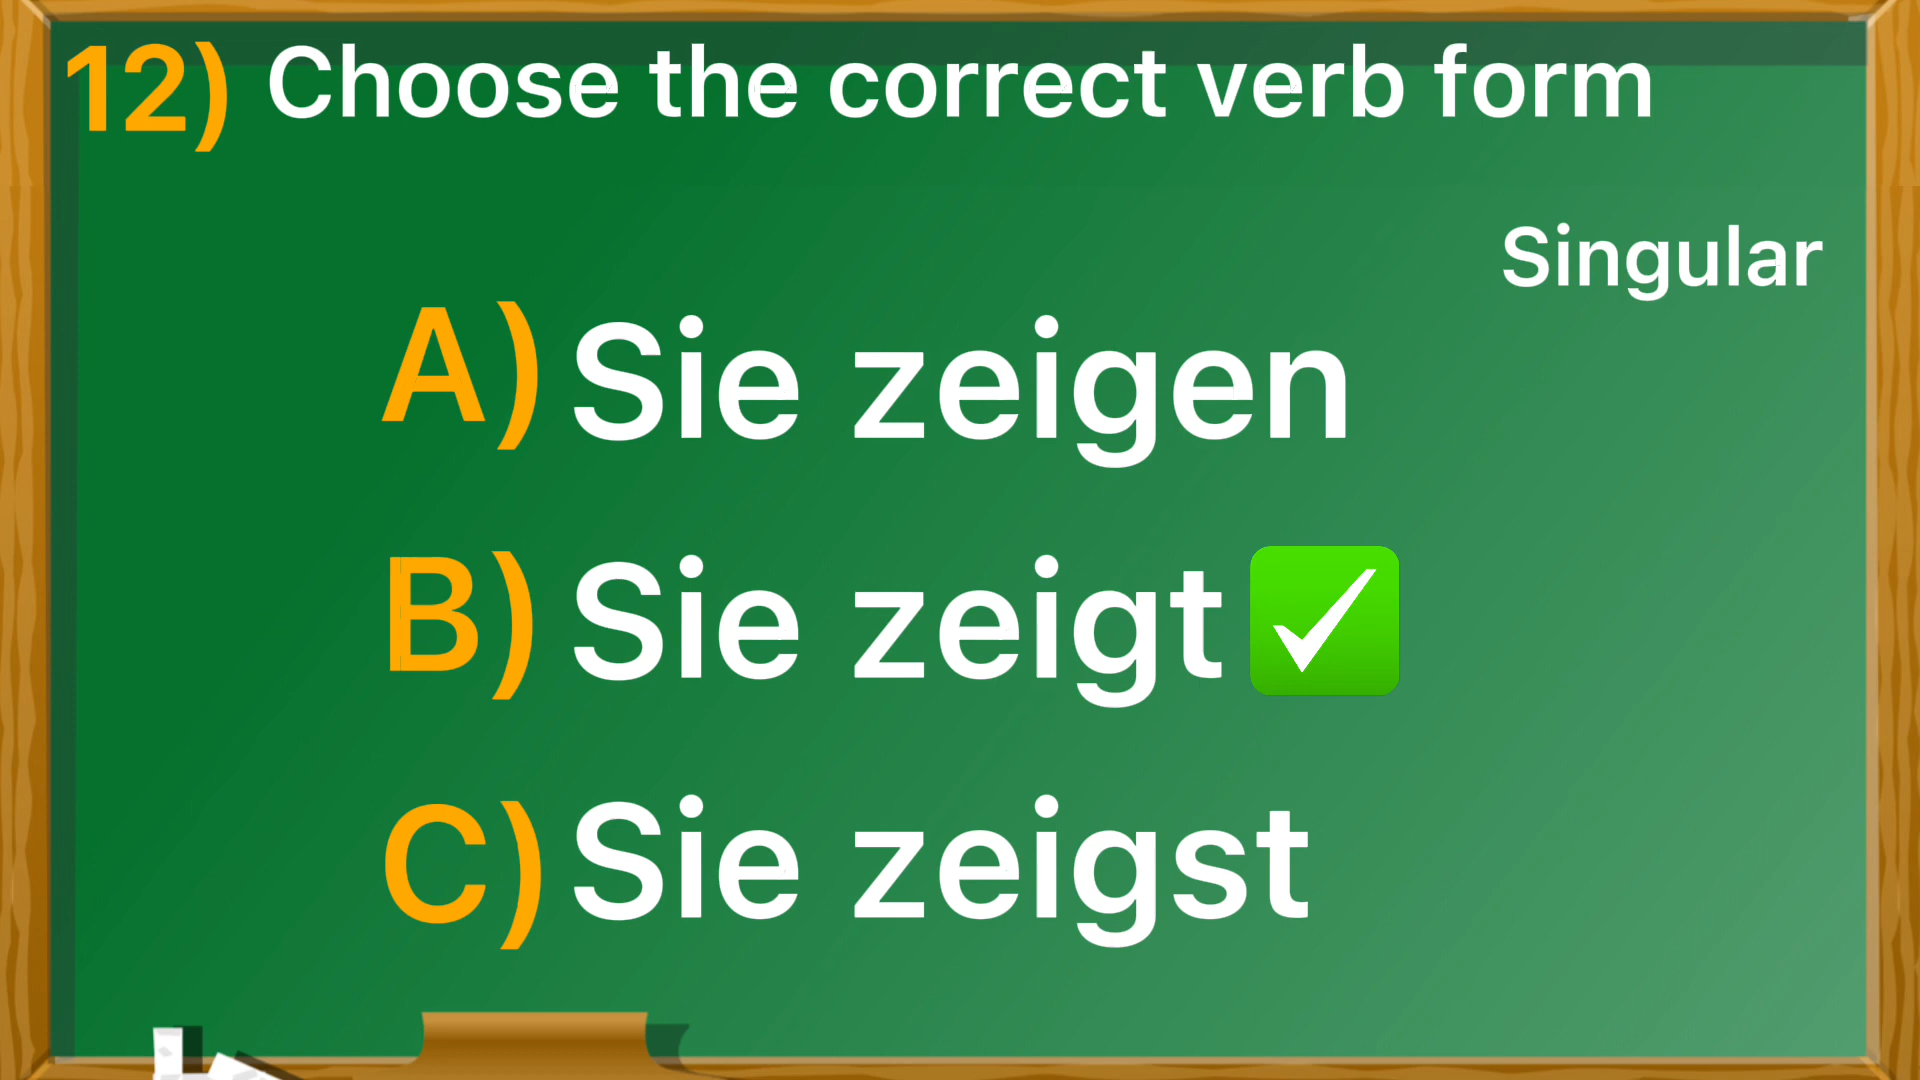 12) Choose the correct verb form
Singular
A) Sie zeigen
B) Sie zeigt ✅
C) Sie zeigst